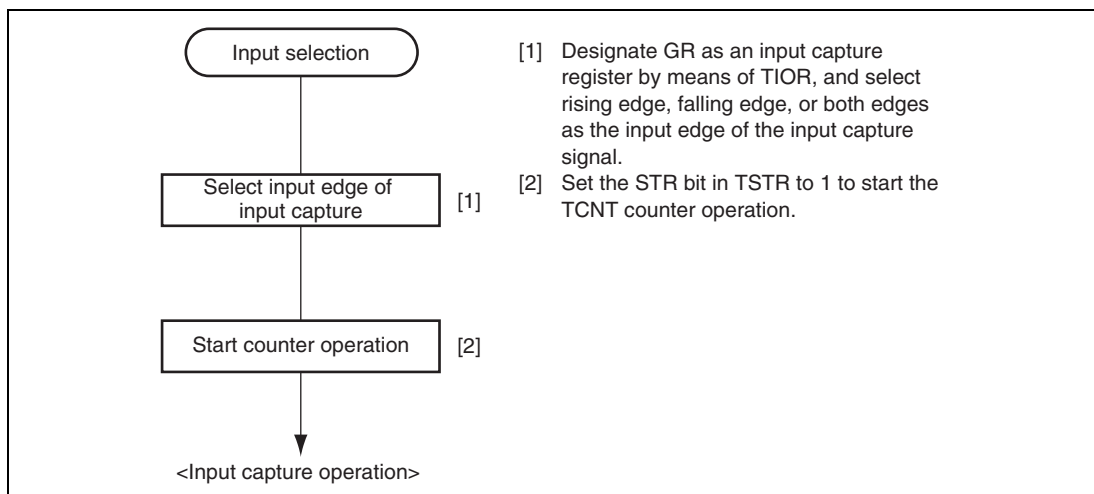 Input selection
Select input edge of
input capture
[1]
Start counter operation
[2]
<Input capture operation>
[1] Designate GR as an input capture
register by means of TIOR, and select
rising edge, falling edge, or both edges
as the input edge of the input capture
signal.
[2] Set the STR bit in TSTR to 1 to start the
TCNT counter operation.